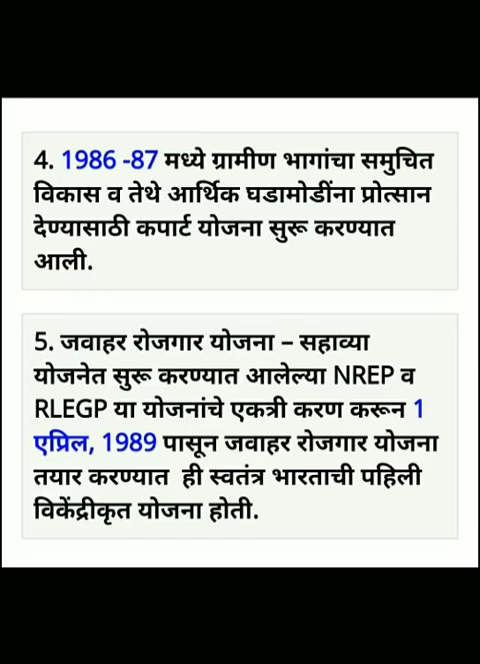 4. 1986 -87 मध्ये ग्रामीण भागांचा समुचित
विकास व तेथे आर्थिक घडामोडींना प्रोत्सान
देण्यासाठी कपार्ट योजना सुरू करण्यात
आली.
5. जवाहर रोजगार योजना – सहाव्या
योजनेत सुरू करण्यात आलेल्या NREP व
RLEGP या योजनांचे एकत्री करण करून 1
एप्रिल, 1989 पासून जवाहर रोजगार योजना
तयार करण्यात ही स्वतंत्र भारताची पहिली
विकेंद्रीकृत योजना होती.